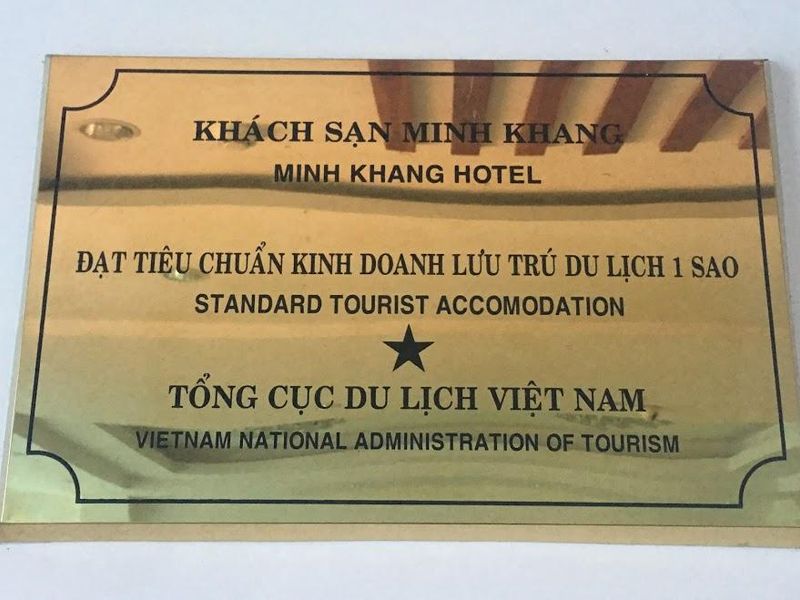 KHÁCH SẠN MINH KHANG
MINH KHANG HOTEL
ĐẠT TIÊU CHUẨN KINH DOANH LƯU TRÚ DU LỊCH 1 SAO
STANDARD TOURIST ACCOMODATION
TỔNG CỤC DU LỊCH VIỆT NAM
VIETNAM NATIONAL ADMINISTRATION OF TOURISM